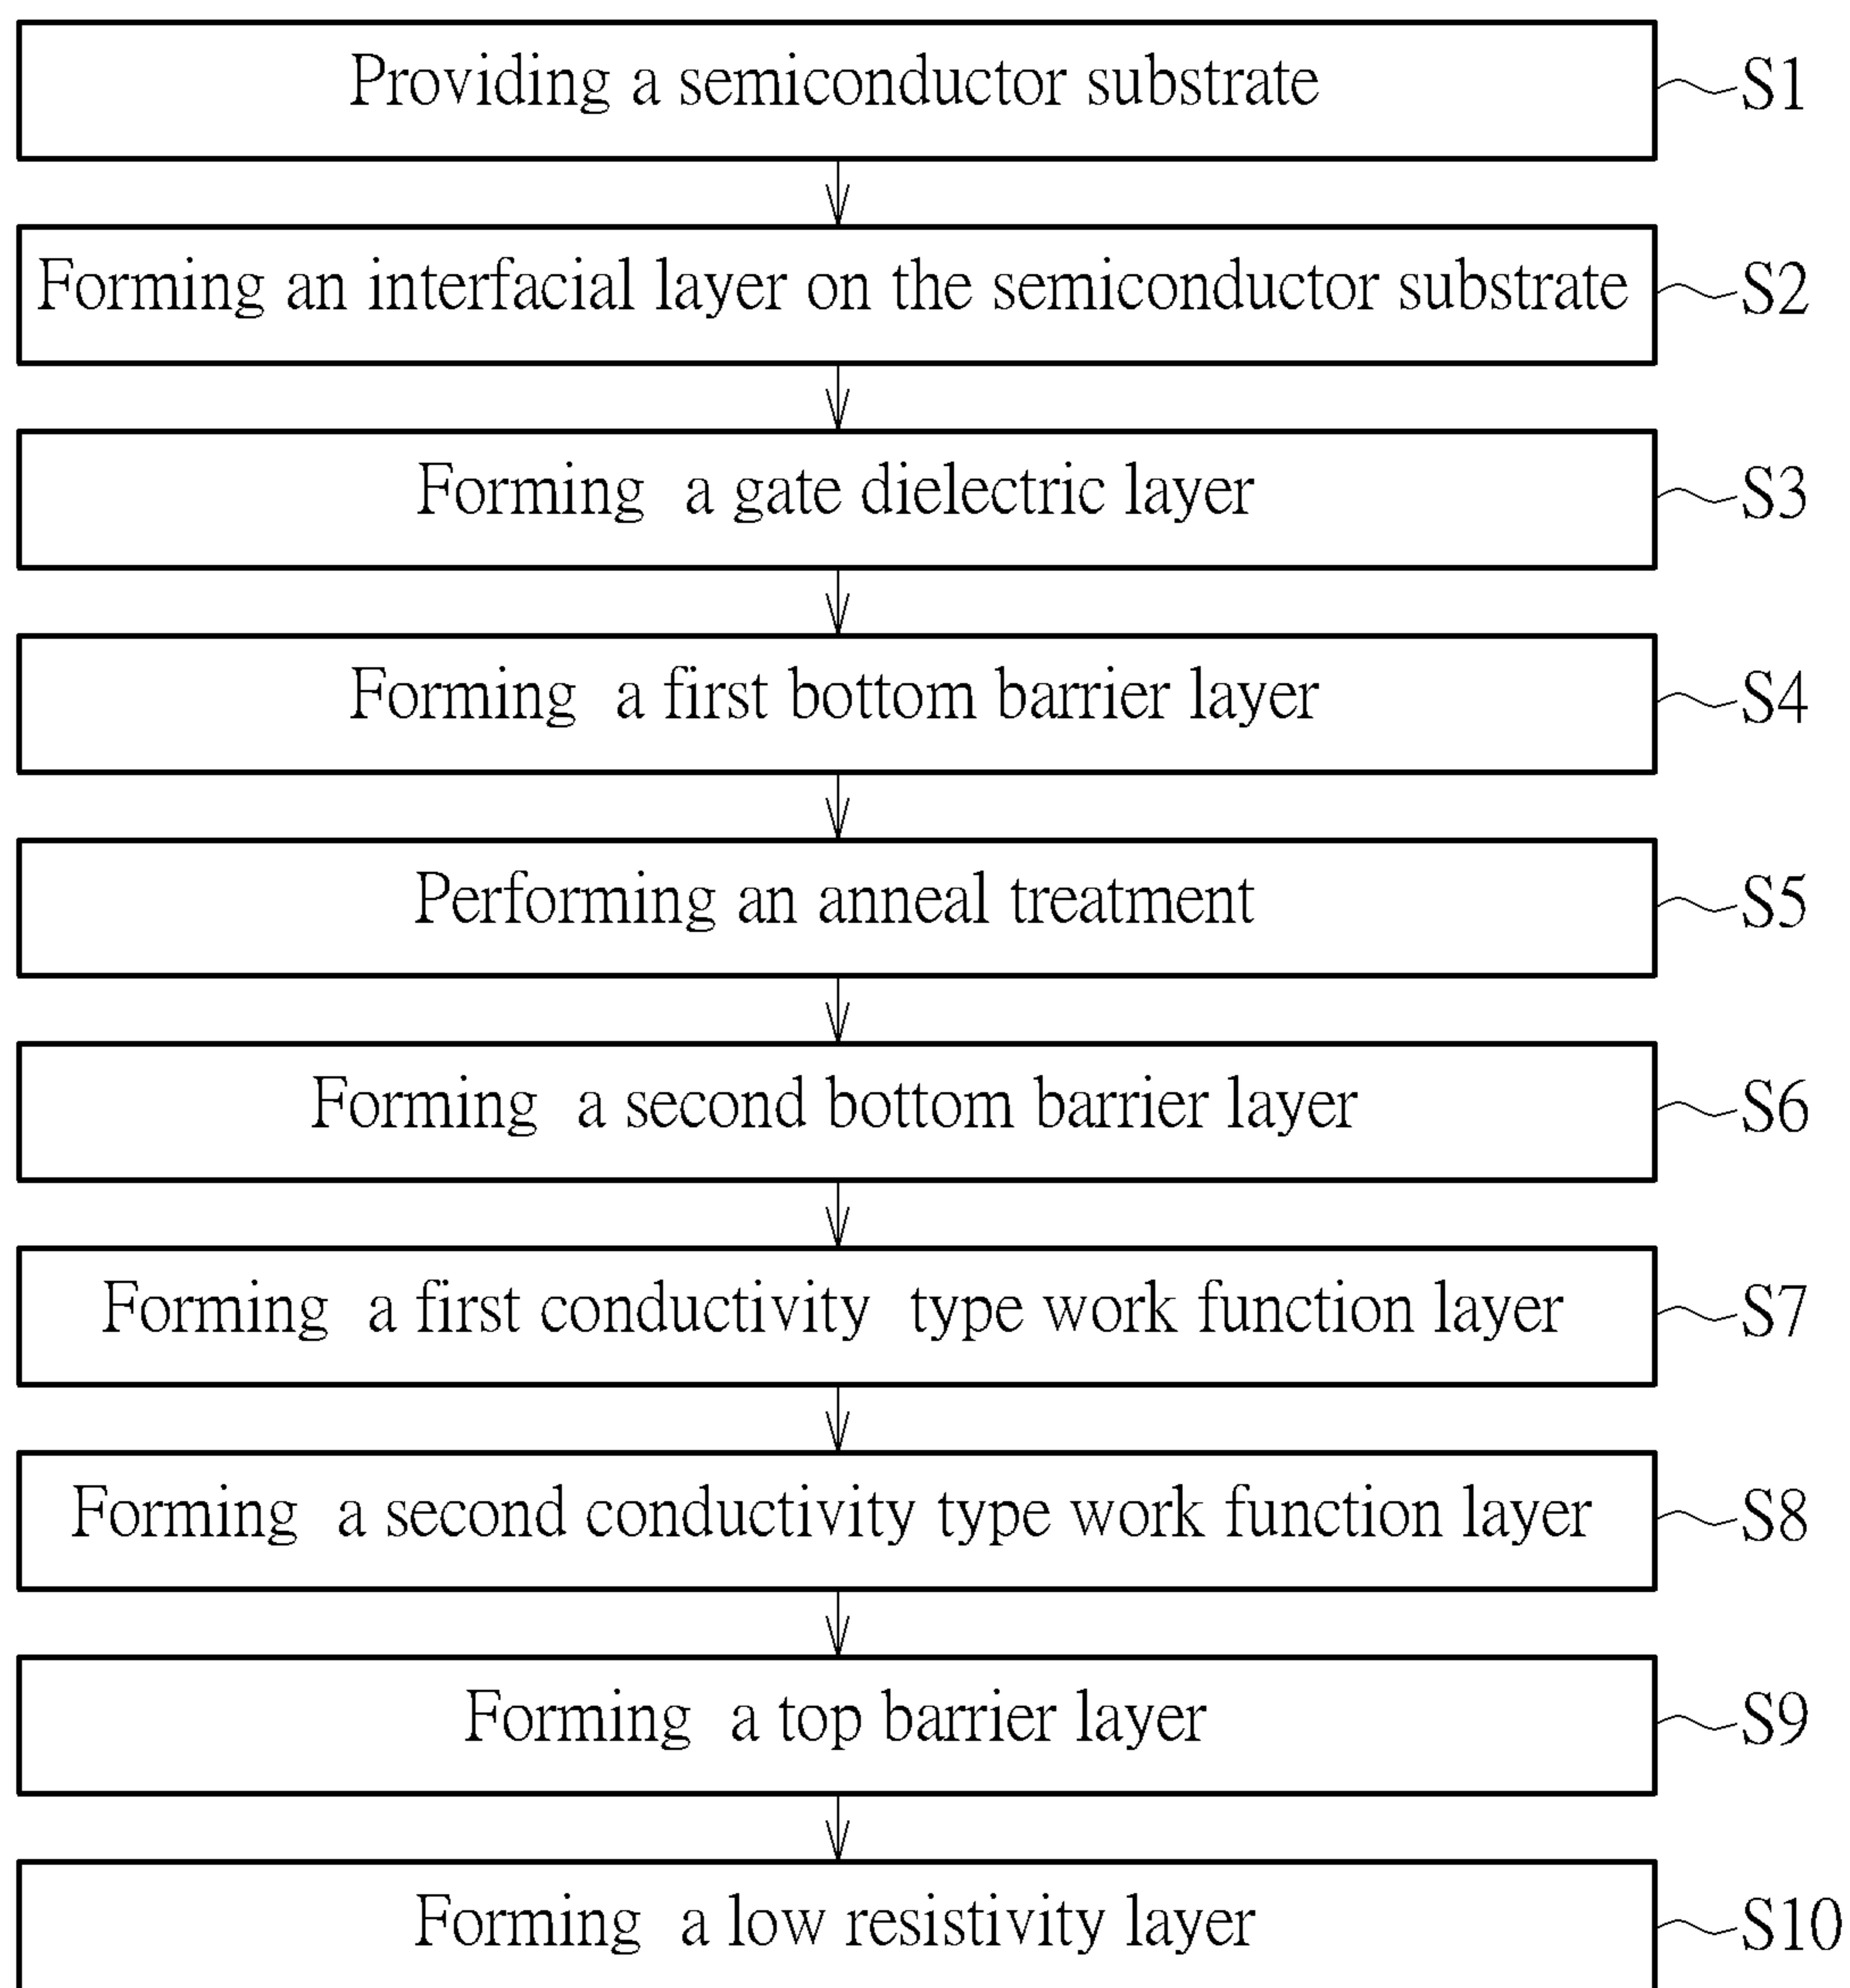 Providing a semiconductor substrate S1
Forming an interfacial layer on the semiconductor substrate S2
Forming a gate dielectric layer S3
Forming a first bottom barrier layer S4
Performing an anneal treatment S5
Forming a second bottom barrier layer S6
Forming a first conductivity type work function layer S7
Forming a second conductivity type work function layer S8
Forming a top barrier layer S9
Forming a low resistivity layer S10